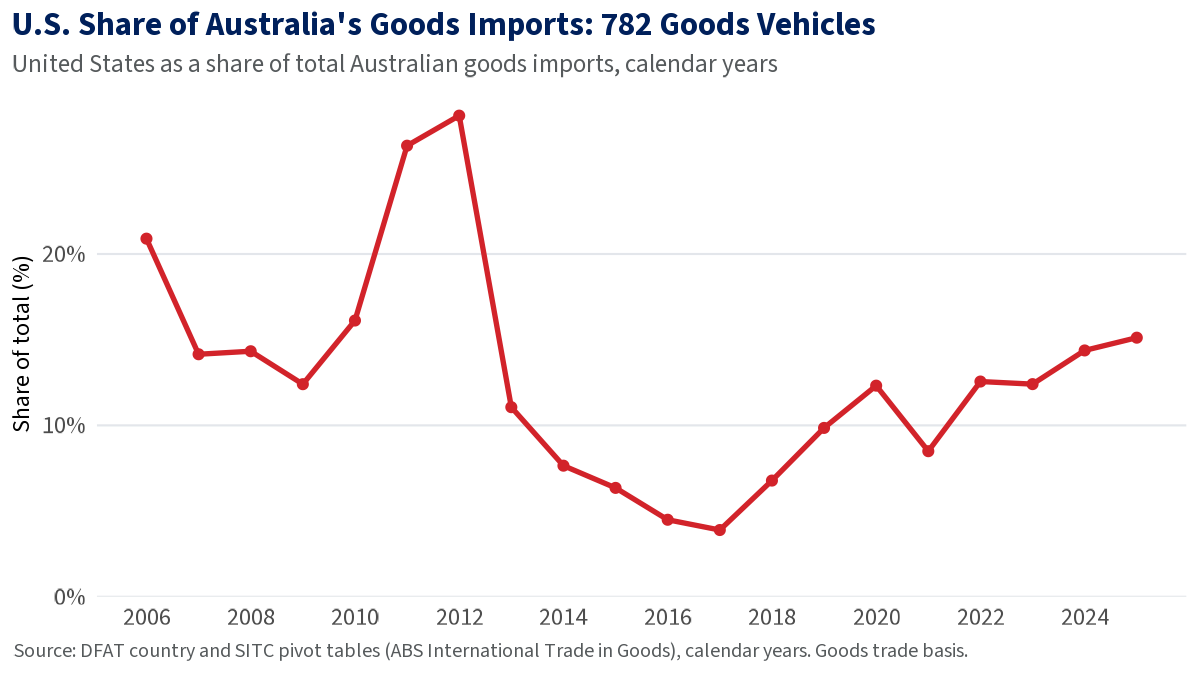 U.S. Share of Australia's Goods Imports: 782 Goods Vehicles
United States as a share of total Australian goods imports, calendar years
Share of total (%)
20%
10%
0%
2006 2008 2010 2012 2014 2016 2018 2020 2022 2024
Source: DFAT country and SITC pivot tables (ABS International Trade in Goods), calendar years. Goods trade basis.